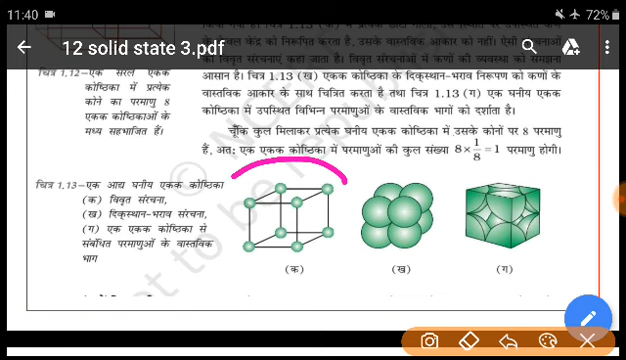 11:40
72%
12 solid state 3.pdf
के केवल केंद्र को निरूपित करता है, उसके वास्तविक आकार को नहीं। ऐसी संरचनाओं
को विवृत संरचनाएं कहा जाता है। विवृत संरचनाओं में कणों की व्यवस्था को समझना
आसान है। चित्र 1.13 (ख) एकक कोष्ठिका के दिक्स्थान-भराव निरूपण को कणों के
वास्तविक आकार के साथ चित्रित करता है तथा चित्र 1.13 (ग) एक घनीय एकक
कोष्ठिका में उपस्थित विभिन्न परमाणुओं के वास्तविक भागों को दर्शाता है।
चूँकि कुल मिलाकर प्रत्येक घनीय एकक कोष्ठिका में उसके कोनों पर 8 परमाणु
हैं, अतः एक एकक कोष्ठिका में परमाणुओं की कुल संख्या 8 × 1/8 = 1 परमाणु होगी।
चित्र 1.12–एक सरल एकक
कोष्ठिका में प्रत्येक
कोने का परमाणु 8
एकक कोष्ठिकाओं के
मध्य सहभाजित हैं।
चित्र 1.13–एक आद्य घनीय एकक कोष्ठिका
(क) विवृत संरचना,
(ख) दिक्स्थान-भराव संरचना,
(ग) एक एकक कोष्ठिका से
संबंधित परमाणुओं के वास्तविक
भाग
(क)
(ख)
(ग)